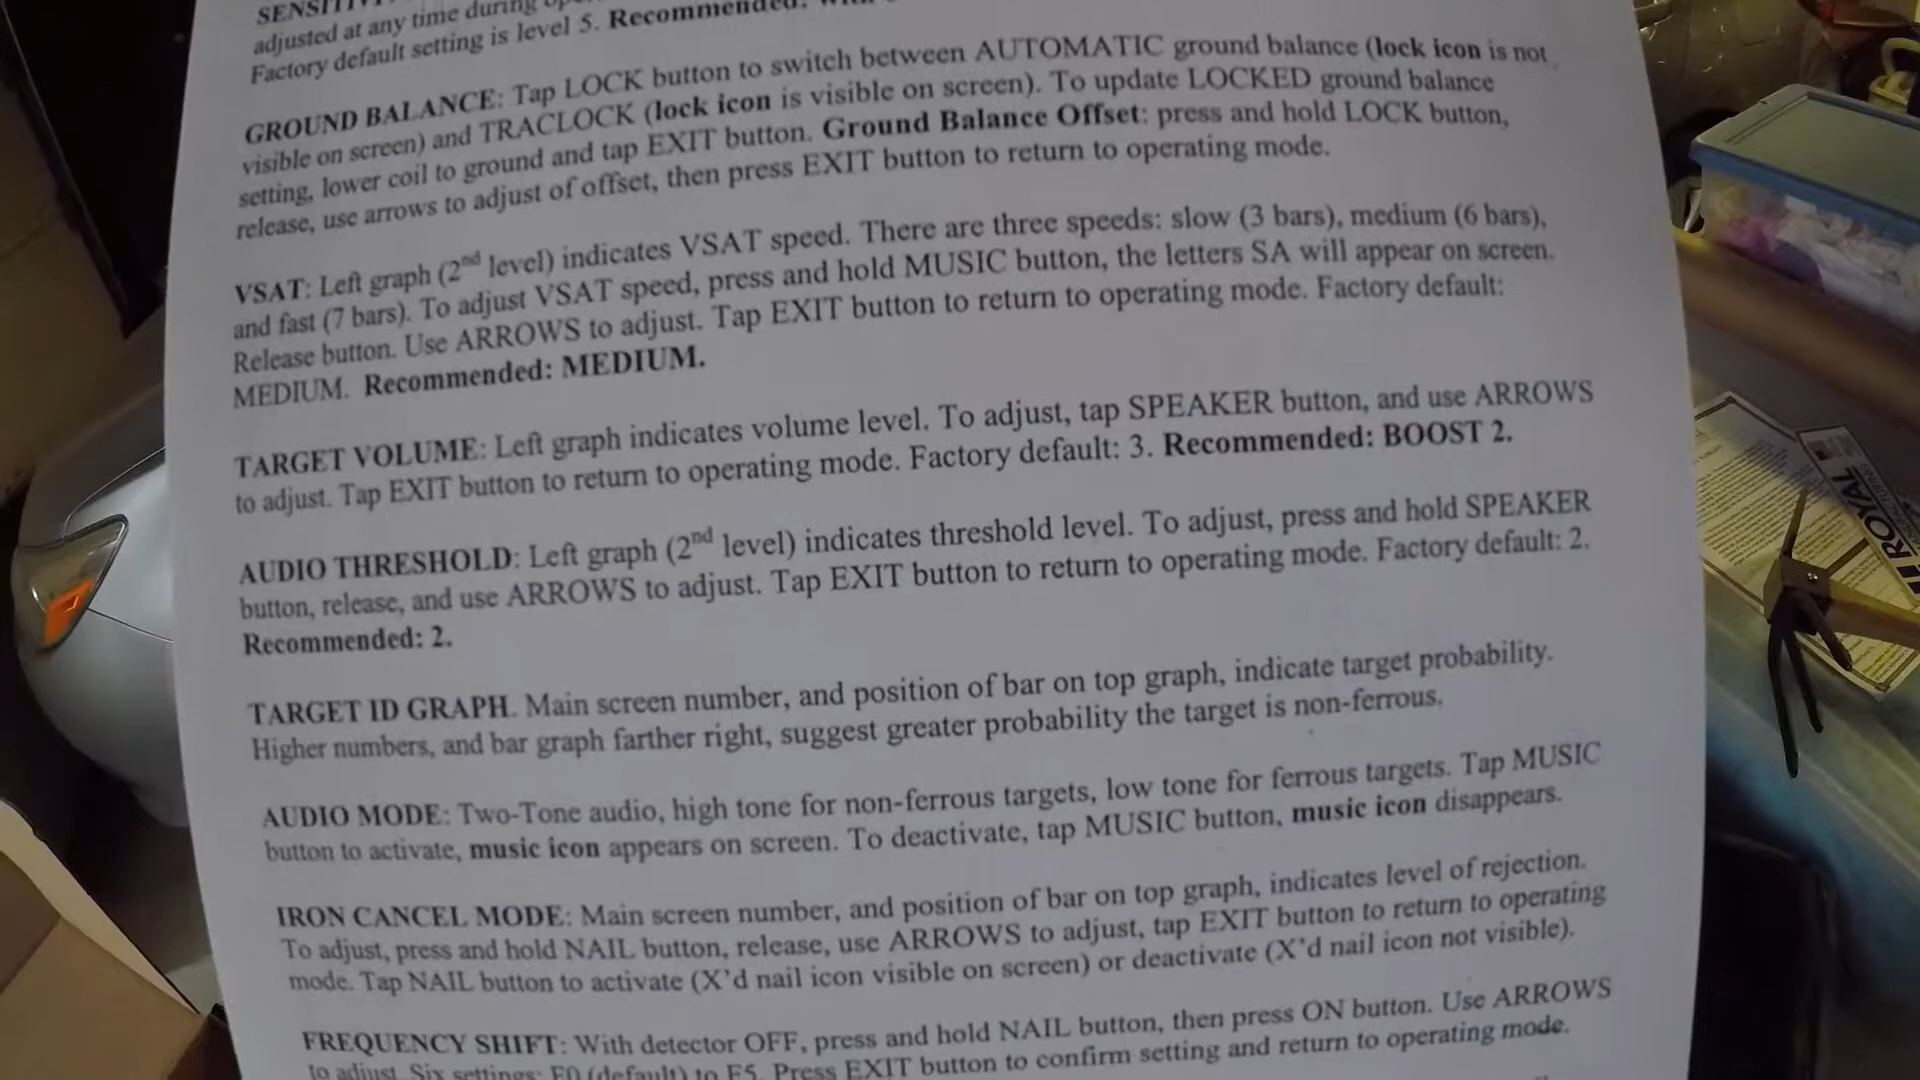 adjusted at any time during
Factory default setting is level 5. Recommended:
GROUND BALANCE: Tap LOCK button to switch between AUTOMATIC ground balance (lock icon is not
visible on screen) and TRACLOCK (lock icon is visible on screen). To update LOCKED ground balance
setting, lower coil to ground and tap EXIT button. Ground Balance Offset: press and hold LOCK button,
release, use arrows to adjust of offset, then press EXIT button to return to operating mode.
VSAT: Left graph (2nd level) indicates VSAT speed. There are three speeds: slow (3 bars), medium (6 bars),
and fast (7 bars). To adjust VSAT speed, press and hold MUSIC button, the letters SA will appear on screen.
Release button. Use ARROWS to adjust. Tap EXIT button to return to operating mode. Factory default:
MEDIUM. Recommended: MEDIUM.
TARGET VOLUME: Left graph indicates volume level. To adjust, tap SPEAKER button, and use ARROWS
to adjust. Tap EXIT button to return to operating mode. Factory default: 3. Recommended: BOOST 2.
AUDIO THRESHOLD: Left graph (2nd level) indicates threshold level. To adjust, press and hold SPEAKER
button, release, and use ARROWS to adjust. Tap EXIT button to return to operating mode. Factory default: 2.
Recommended: 2.
TARGET ID GRAPH. Main screen number, and position of bar on top graph, indicate target probability.
Higher numbers, and bar graph farther right, suggest greater probability the target is non-ferrous.
AUDIO MODE: Two-Tone audio, high tone for non-ferrous targets, low tone for ferrous targets. Tap MUSIC
button to activate, music icon appears on screen. To deactivate, tap MUSIC button, music icon disappears.
IRON CANCEL MODE: Main screen number, and position of bar on top graph, indicates level of rejection.
To adjust, press and hold NAIL button, release, use ARROWS to adjust, tap EXIT button to return to operating
mode. Tap NAIL button to activate (X'd nail icon visible on screen) or deactivate (X'd nail icon not visible).
FREQUENCY SHIFT: With detector OFF, press and hold NAIL button, then press ON button. Use ARROWS
to adjust. Six settings: F0 (default) to F5. Press EXIT button to confirm setting and return to operating mode.
ROYAL